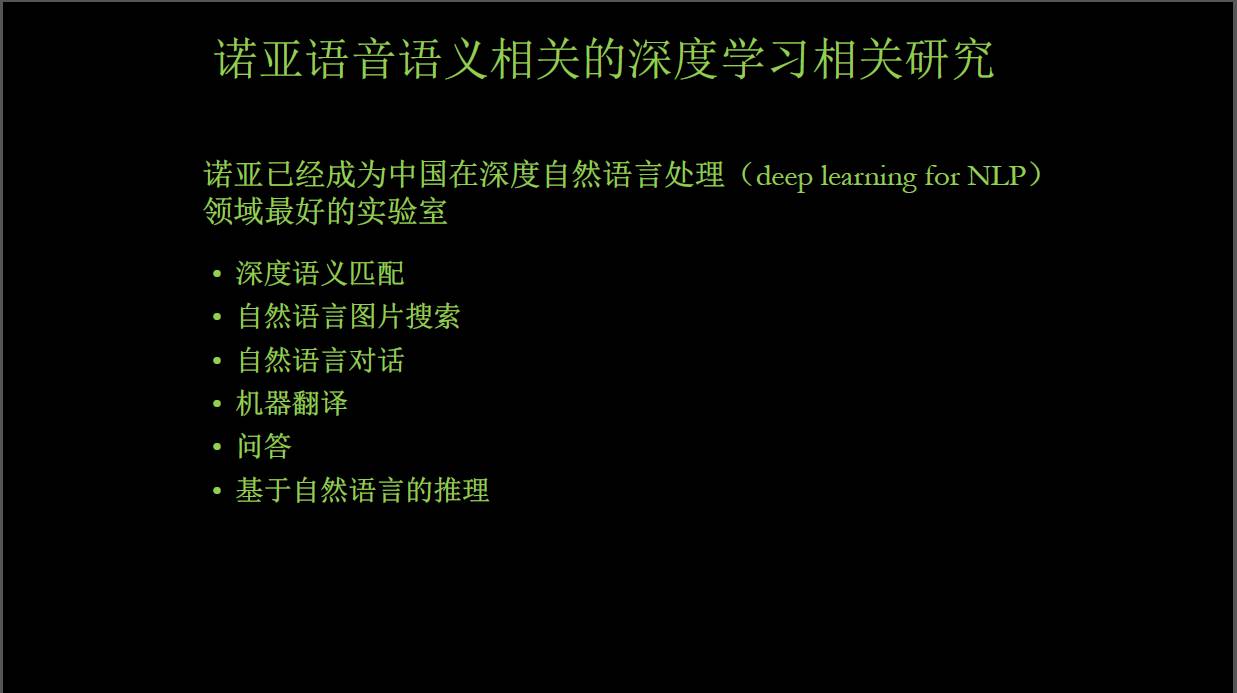 诺亚语音语义相关的深度学习相关研究
诺亚已经成为中国在深度自然语言处理（deep learning for NLP）
领域最好的实验室
• 深度语义匹配
• 自然语言图片搜索
• 自然语言对话
• 机器翻译
• 问答
• 基于自然语言的推理